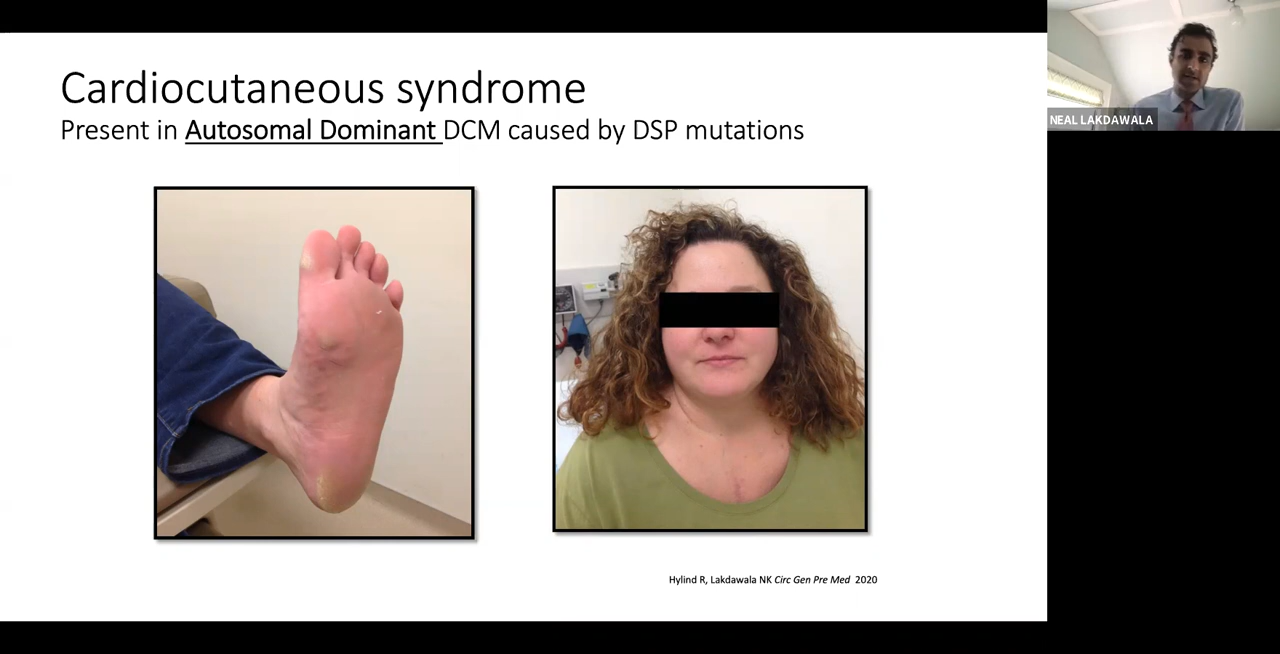 Cardiocutaneous syndrome
Present in Autosomal Dominant DCM caused by DSP mutations
Hylind R, Lakdawala NK Circ Gen Pre Med 2020
NEAL LAKDAWALA